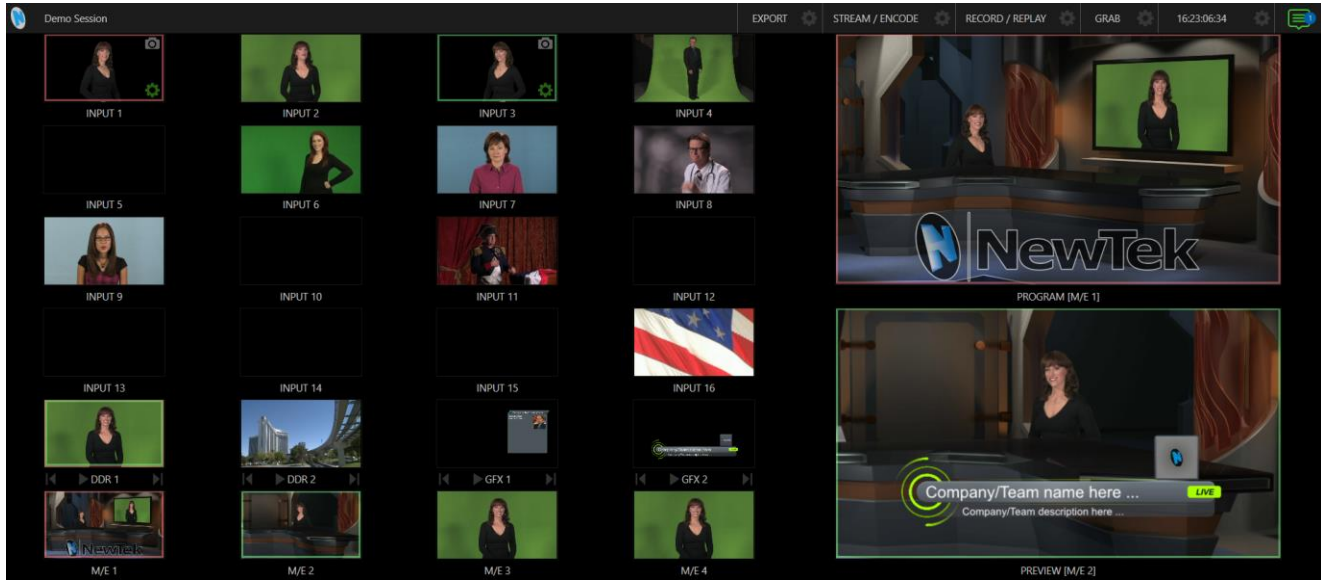 Demo Session
EXPORT STREAM / ENCODE RECORD / REPLAY GRAB 16:23:06:34 1
INPUT 1 INPUT 2 INPUT 3 INPUT 4
INPUT 5 INPUT 6 INPUT 7 INPUT 8
INPUT 9 INPUT 10 INPUT 11 INPUT 12
INPUT 13 INPUT 14 INPUT 15 INPUT 16
DDR 1 DDR 2 GFX 1 GFX 2
NewTek
M/E 1 M/E 2 M/E 3 M/E 4
NewTek
PROGRAM [M/E 1]
Company/Team name here ... LIVE
Company/Team description here ...
PREVIEW [M/E 2]